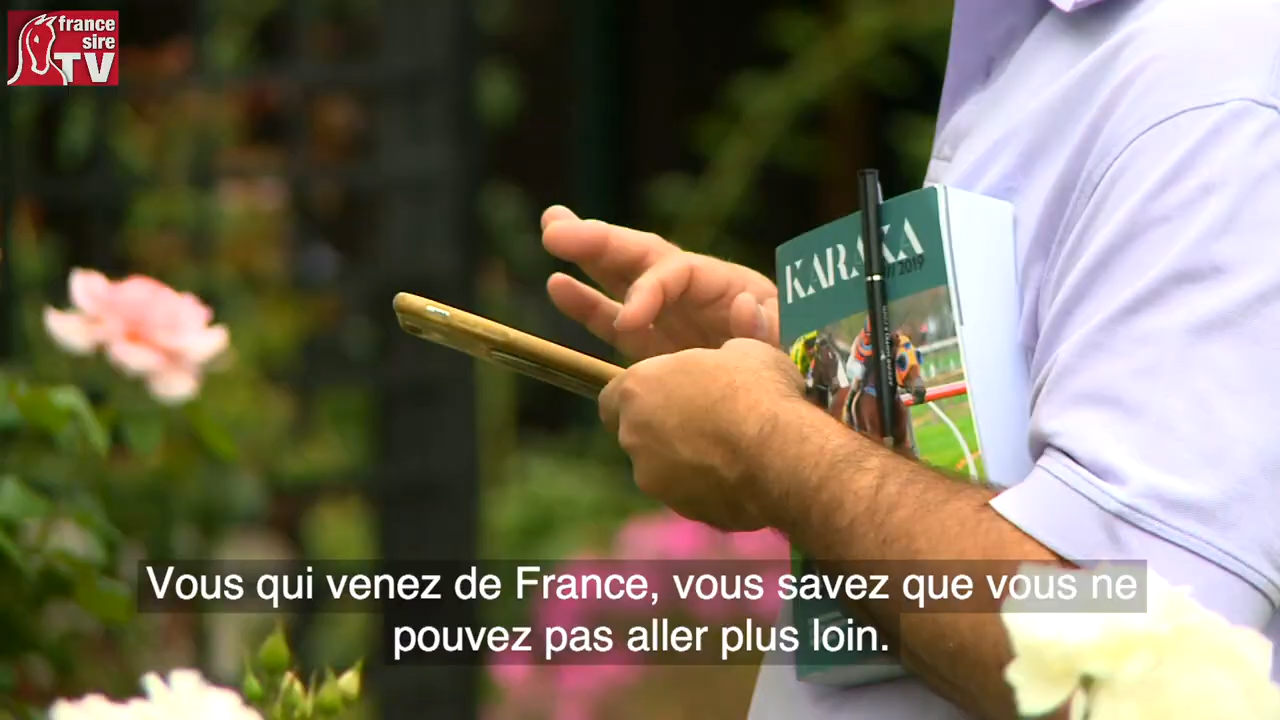 france
sire
TV
KARAKA
2019
Vous qui venez de France, vous savez que vous ne
pouvez pas aller plus loin.